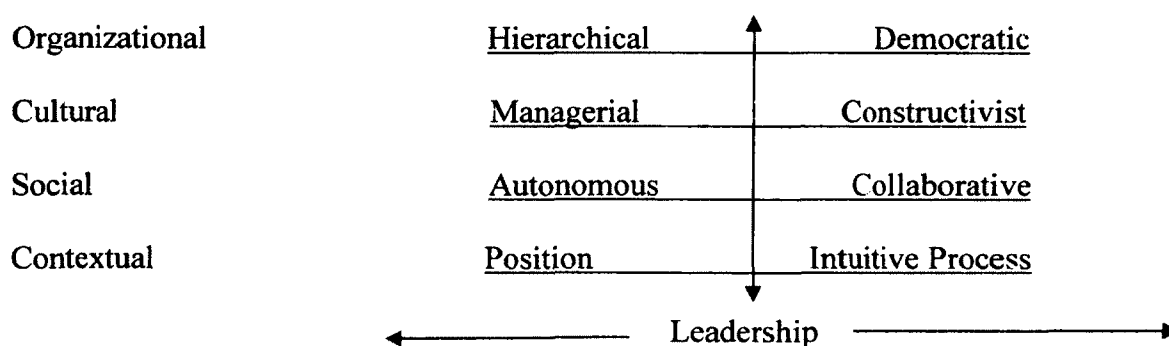 Organizational Hierarchical Democratic
Cultural Managerial Constructivist
Social Autonomous Collaborative
Contextual Position Intuitive Process
Leadership